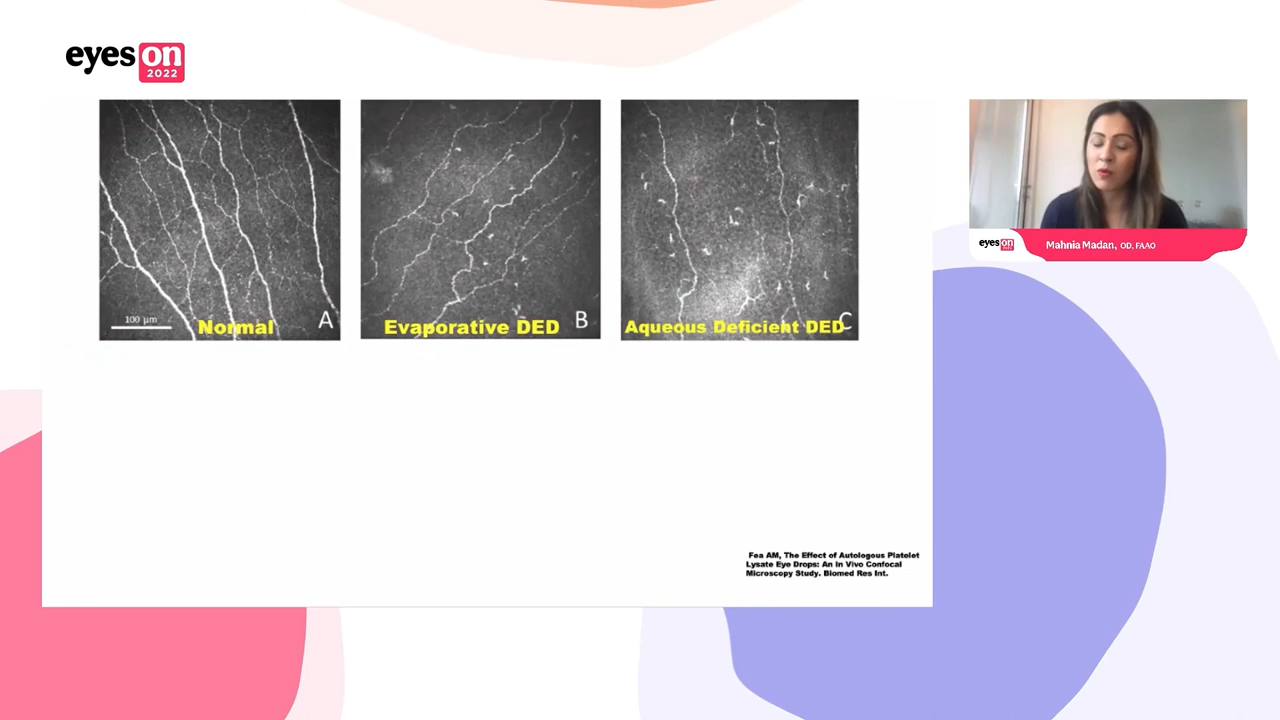 eyes on
2022
100 µm
Normal
A
Evaporative DED
B
Aqueous Deficient DED
C
eyes on
2022
Mahnia Madan, OD, FAAO
Fea AM, The Effect of Autologous Platelet
Lysate Eye Drops: An In Vivo Confocal
Microscopy Study. Biomed Res Int.